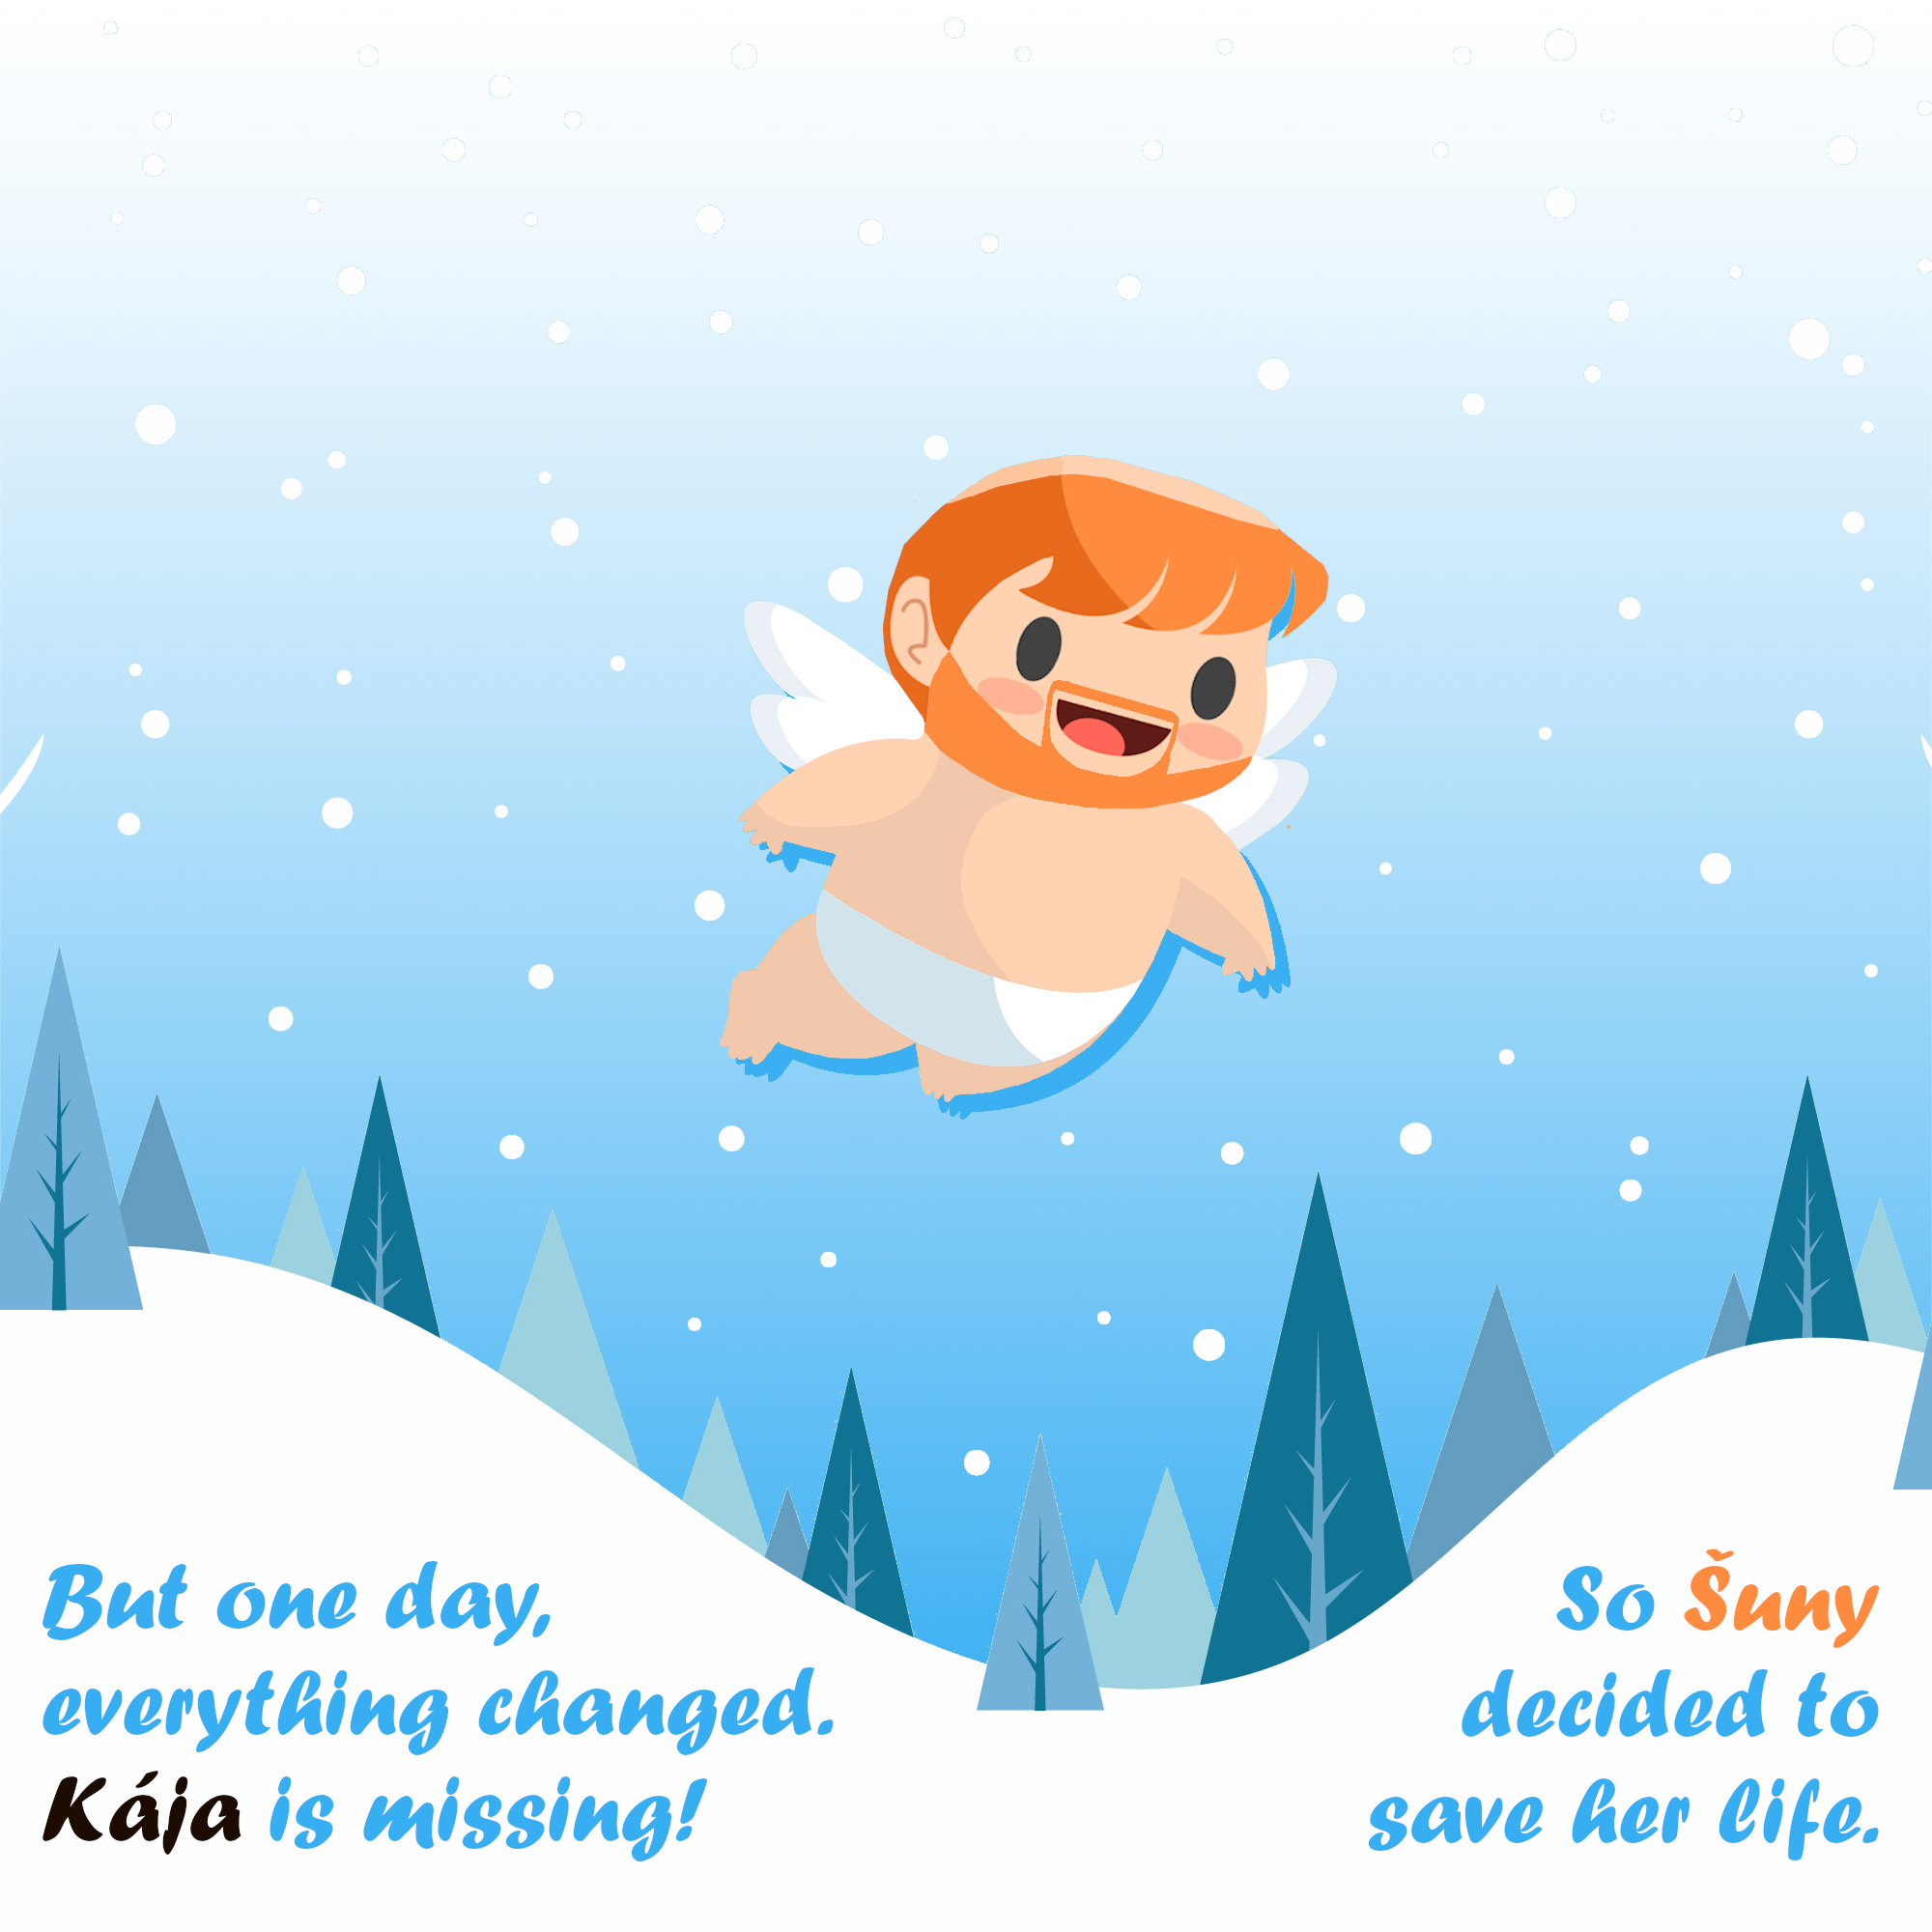 But one day,
everything changed.
Kája is missing!
So Šuny
decided to
save her life.